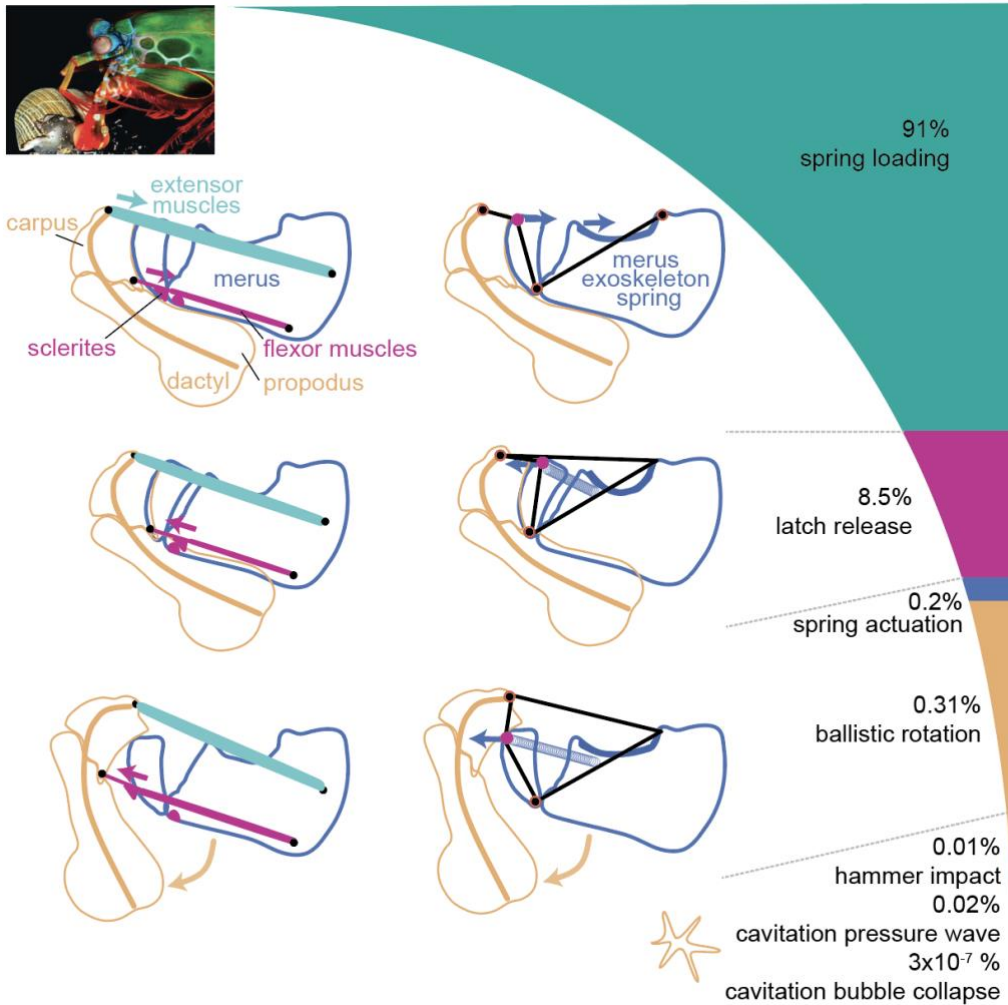 91%
spring loading
extensor
muscles
carpus
merus
sclerites
flexor muscles
dactyl
propodus
merus
exoskeleton
spring
8.5%
latch release
0.2%
spring actuation
0.31%
ballistic rotation
0.01%
hammer impact
0.02%
cavitation pressure wave
3x10⁻⁷ %
cavitation bubble collapse